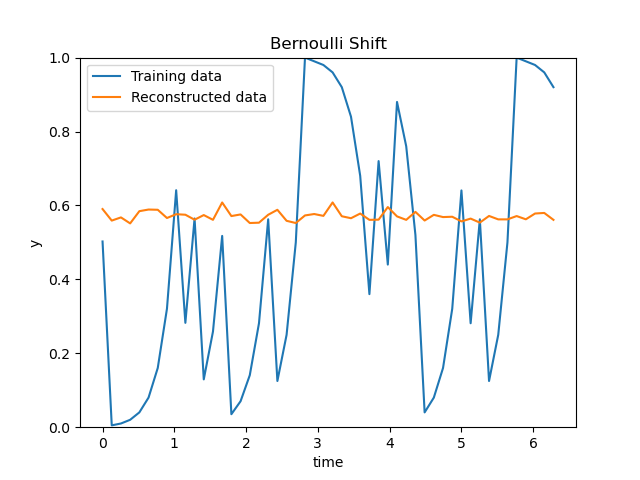 Bernoulli Shift
Training data
Reconstructed data
1.0
0.8
0.6
0.4
0.2
0.0
y
0 1 2 3 4 5 6
time